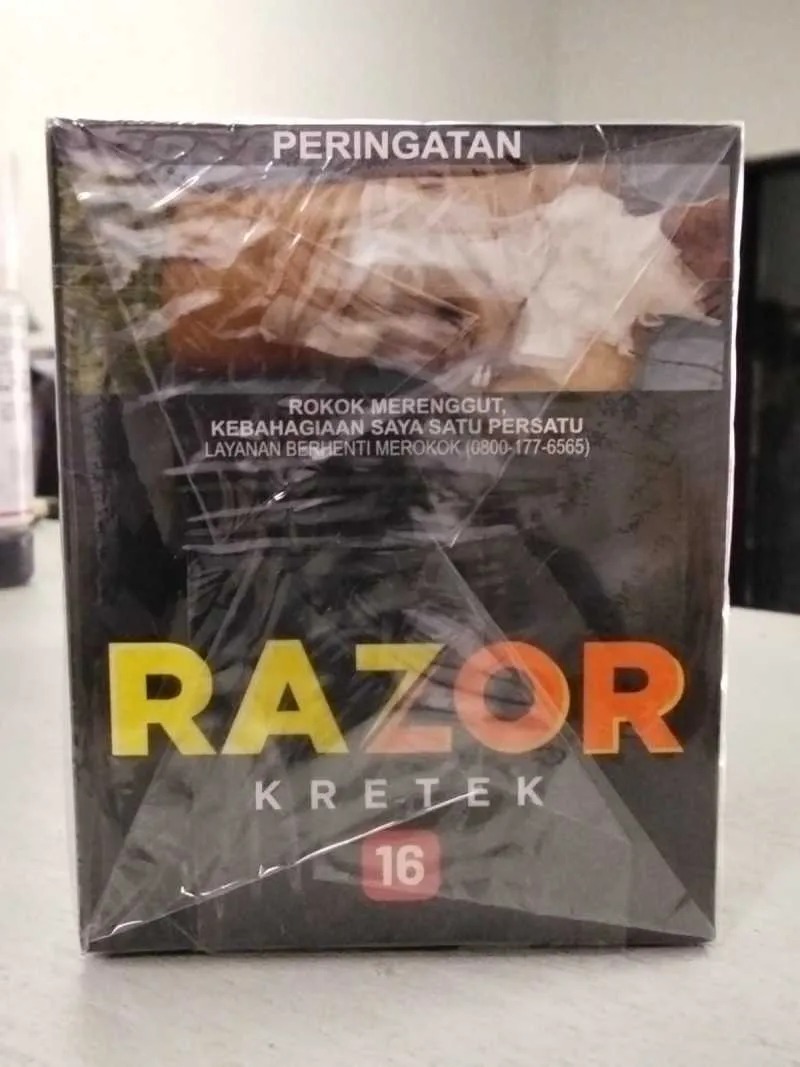 PERINGATAN
ROKOK MERENGGUT,
KEBAHAGIAAN SAYA SATU PERSATU
LAYANAN BERHENTI MEROKOK (0800-177-6565)
RAZOR
KRETEK
16